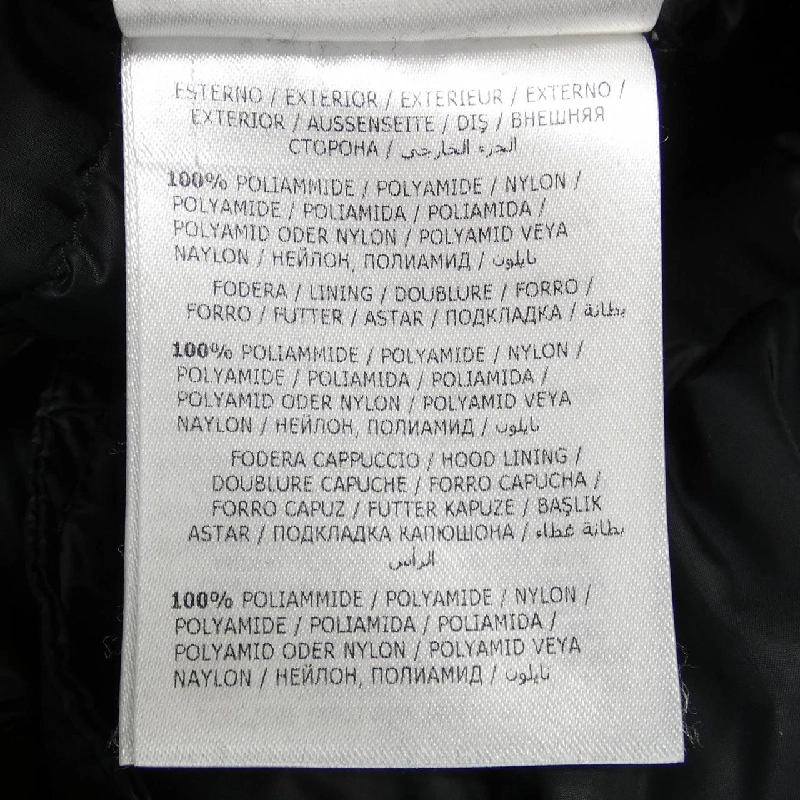 ESTERNO / EXTERIOR / EXTERIEUR / EXTERNO /
EXTERIOR / AUSSENSEITE / DIŞ / ВНЕШНЯЯ
СТОРОНА / الجزء الخارجي
100% POLIAMMIDE / POLYAMIDE / NYLON /
POLYAMIDE / POLIAMIDA / POLIAMIDA /
POLYAMID ODER NYLON / POLYAMID VEYA
NAYLON / НЕЙЛОН, ПОЛИАМИД / نايلون
FODERA / LINING / DOUBLURE / FORRO /
FORRO / FUTTER / ASTAR / ПОДКЛАДКА / بطانة
100% POLIAMMIDE / POLYAMIDE / NYLON /
POLYAMIDE / POLIAMIDA / POLIAMIDA /
POLYAMID ODER NYLON / POLYAMID VEYA
NAYLON / НЕЙЛОН, ПОЛИАМИД / نايلون
FODERA CAPPUCCIO / HOOD LINING /
DOUBLURE CAPUCHE / FORRO CAPUCHA /
FORRO CAPUZ / FUTTER KAPUZE / BAŞLIK
ASTAR / ПОДКЛАДКА КАПЮШОНА / بطانة غطاء
الرأس
100% POLIAMMIDE / POLYAMIDE / NYLON /
POLYAMIDE / POLIAMIDA / POLIAMIDA /
POLYAMID ODER NYLON / POLYAMID VEYA
NAYLON / НЕЙЛОН, ПОЛИАМИД / نايلون